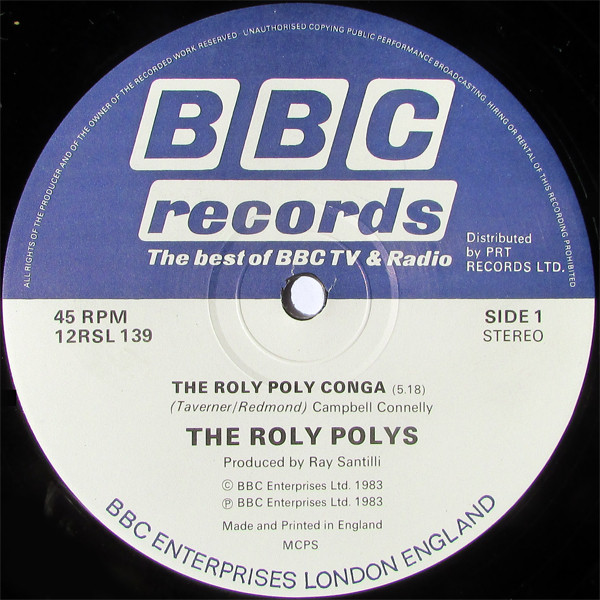 ALL RIGHTS OF THE PRODUCER AND OF THE OWNER OF THE RECORDED WORK RESERVED · UNAUTHORISED COPYING PUBLIC PERFORMANCE BROADCASTING, HIRING OR RENTAL OF THIS RECORDING PROHIBITED
BBC
records
The best of BBC TV & Radio
Distributed
by PRT
RECORDS LTD.
45 RPM
12RSL 139
SIDE 1
STEREO
THE ROLY POLY CONGA (5.18)
(Taverner/Redmond) Campbell Connelly
THE ROLY POLYS
Produced by Ray Santilli
© BBC Enterprises Ltd. 1983
℗ BBC Enterprises Ltd. 1983
Made and Printed in England
MCPS
BBC ENTERPRISES LONDON ENGLAND